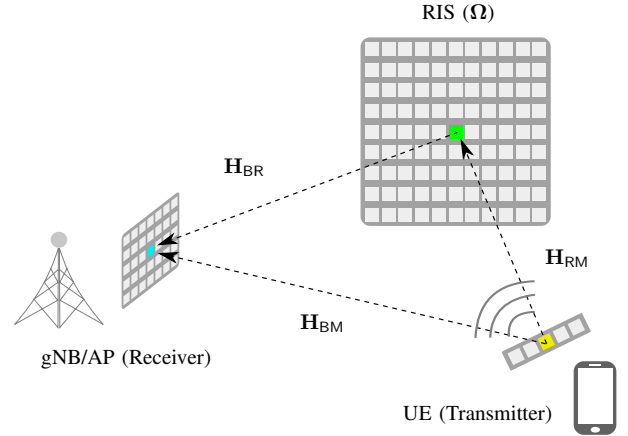 RIS (Ω)
H_BR
H_RM
H_BM
gNB/AP (Receiver)
UE (Transmitter)